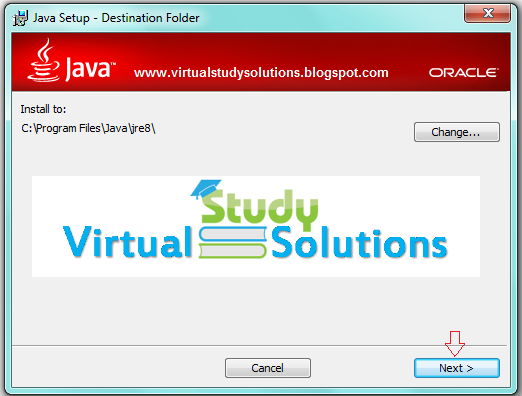 Java Setup - Destination Folder
Java™
www.virtualstudysolutions.blogspot.com
ORACLE
Install to:
C:\Program Files\Java\jre8\
Change...
Study
Virtual Solutions
Cancel
Next >